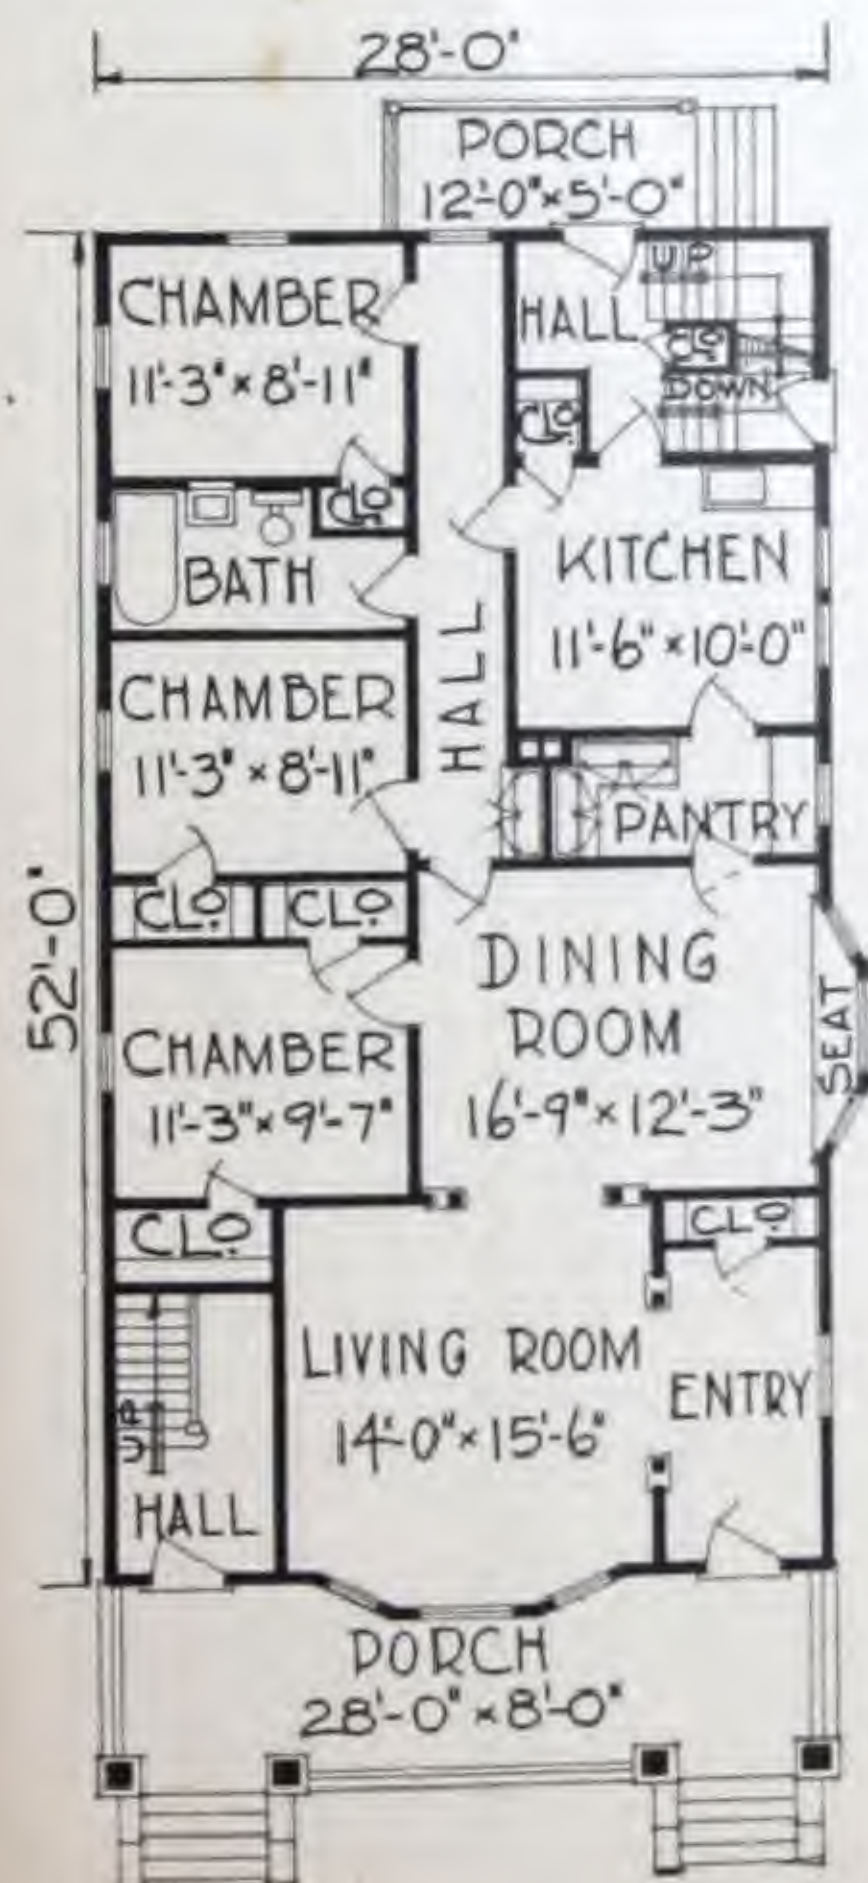 28'-0"
PORCH
12'-0"×5'-0"
CHAMBER
11'-3"×8'-11"
HALL
UP
CLO
DOWN
CLO
CLO
BATH
KITCHEN
11'-6"×10'-0"
HALL
CHAMBER
11'-3"×8'-11"
PANTRY
CLO
CLO
52'-0"
DINING
ROOM
16'-9"×12'-3"
SEAT
CHAMBER
11'-3"×9'-7"
CLO
CLO
LIVING ROOM
14'-0"×15'-6"
ENTRY
UP
HALL
PORCH
28'-0"×8'-0"